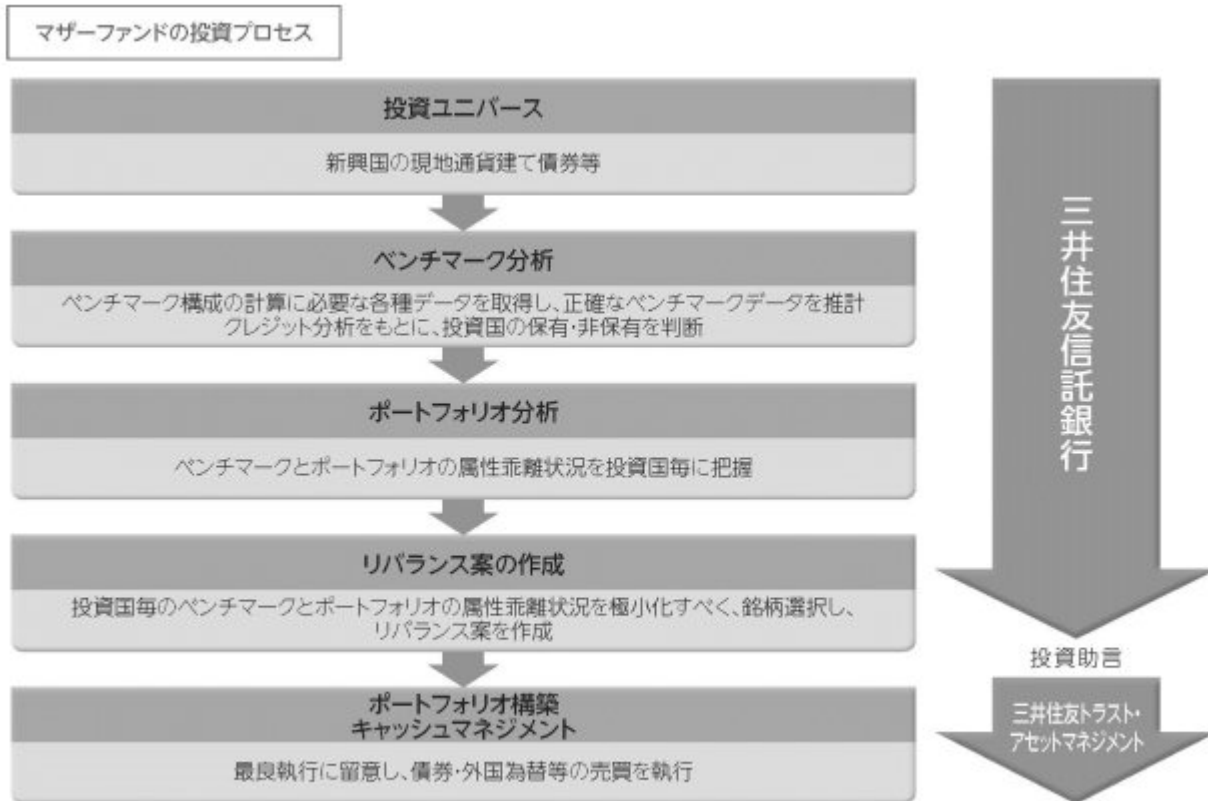 マザーファンドの投資プロセス
投資ユニバース
新興国の現地通貨建て債券等
ベンチマーク分析
ベンチマーク構成の計算に必要な各種データを取得し、正確なベンチマークデータを推計
クレジット分析をもとに、投資国の保有・非保有を判断
ポートフォリオ分析
ベンチマークとポートフォリオの属性乖離状況を投資国毎に把握
リバランス案の作成
投資国毎のベンチマークとポートフォリオの属性乖離状況を極小化すべく、銘柄選択し、
リバランス案を作成
ポートフォリオ構築
キャッシュマネジメント
最良執行に留意し、債券・外国為替等の売買を執行
三井住友信託銀行
投資助言
三井住友トラスト・
アセットマネジメント